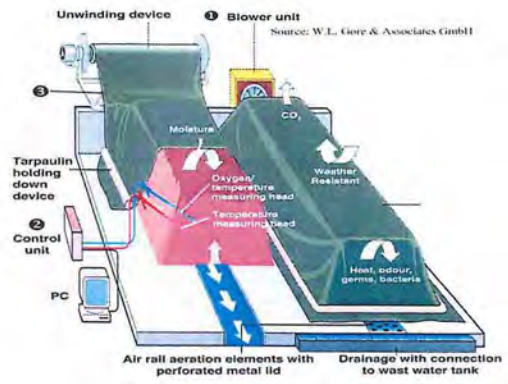 Unwinding device
❶ Blower unit
Source: W.L. Gore & Associates GmbH
❸
CO₂
Moisture
Weather
Resistant
Tarpaulin
holding
down
device
Oxygen/
temperature
measuring head
Temperature
measuring head
❷
Control
unit
Heat, odour,
germs, bacteria
PC
Air rail aeration elements with
perforated metal lid
Drainage with connection
to wast water tank